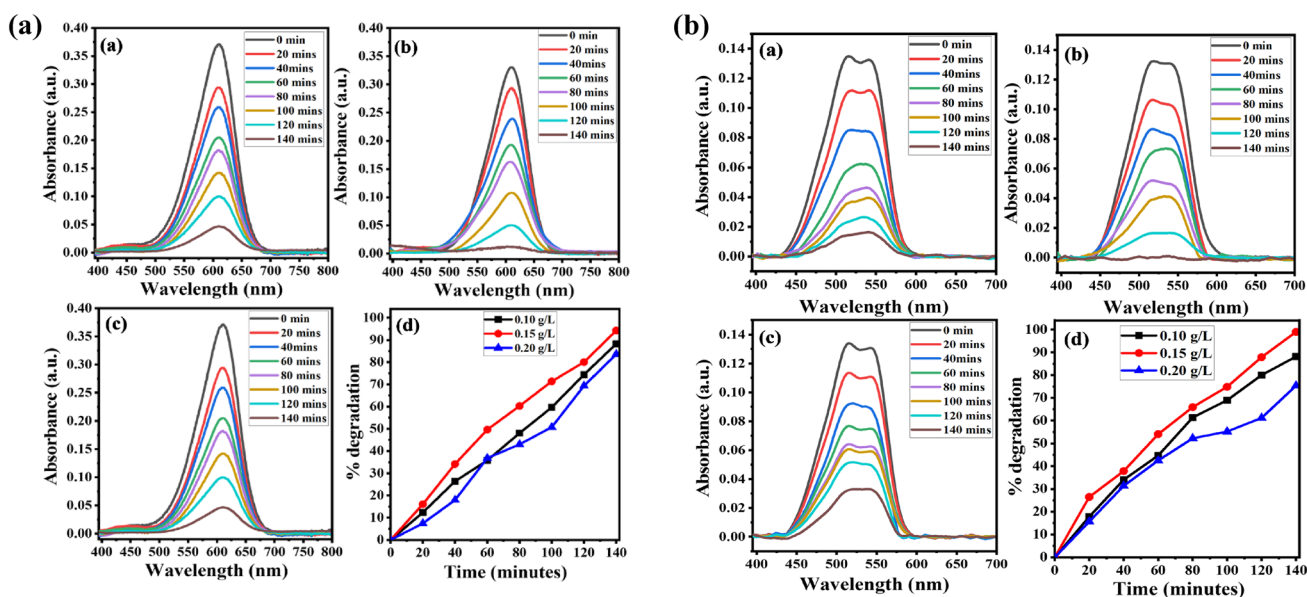 (a)
(a)
Absorbance (a.u.)
0.40
0.35
0.30
0.25
0.20
0.15
0.10
0.05
0.00
400 450 500 550 600 650 700 750 800
Wavelength (nm)
0 min
20 mins
40mins
60 mins
80 mins
100 mins
120 mins
140 mins
(b)
Absorbance (a.u.)
0.40
0.35
0.30
0.25
0.20
0.15
0.10
0.05
0.00
400 450 500 550 600 650 700 750 800
Wavelength (nm)
0 min
20 mins
40mins
60 mins
80 mins
100 mins
120 mins
140 mins
(c)
Absorbance (a.u.)
0.40
0.35
0.30
0.25
0.20
0.15
0.10
0.05
0.00
400 450 500 550 600 650 700 750 800
Wavelength (nm)
0 min
20 mins
40mins
60 mins
80 mins
100 mins
120 mins
140 mins
(d)
% degradation
100
90
80
70
60
50
40
30
20
10
0
0 20 40 60 80 100 120 140
Time (minutes)
0.10 g/L
0.15 g/L
0.20 g/L
(b)
(a)
Absorbance (a.u.)
0.14
0.12
0.10
0.08
0.06
0.04
0.02
0.00
400 450 500 550 600 650 700
Wavelength (nm)
0 min
20 mins
40mins
60 mins
80 mins
100 mins
120 mins
140 mins
(b)
Absorbance (a.u.)
0.14
0.12
0.10
0.08
0.06
0.04
0.02
0.00
400 450 500 550 600 650 700
Wavelength (nm)
0 min
20 mins
40mins
60 mins
80 mins
100 mins
120 mins
140 mins
(c)
Absorbance (a.u.)
0.14
0.12
0.10
0.08
0.06
0.04
0.02
0.00
400 450 500 550 600 650 700
Wavelength (nm)
0 min
20 mins
40mins
60 mins
80 mins
100 mins
120 mins
140 mins
(d)
% degradation
100
90
80
70
60
50
40
30
20
10
0
0 20 40 60 80 100 120 140
Time (minutes)
0.10 g/L
0.15 g/L
0.20 g/L